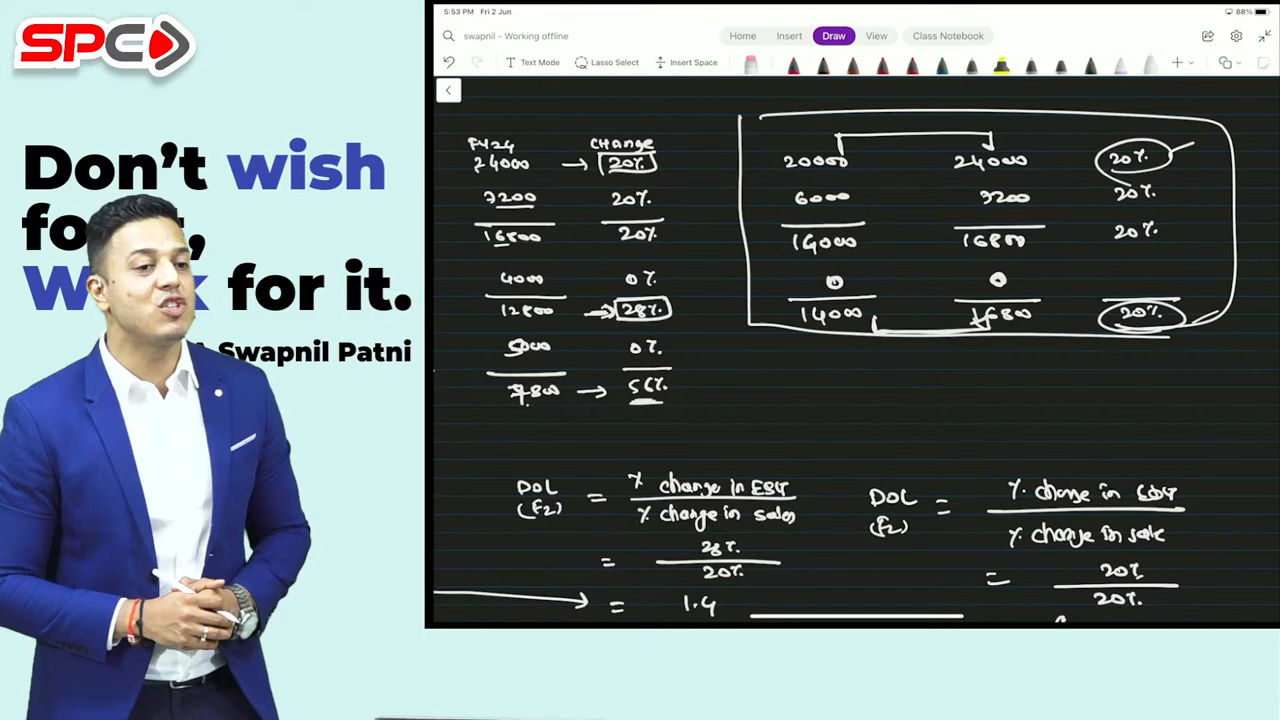 SPC
Don't wish
for it,
for it.
Swapnil Patni
5:53 PM Fri 2 Jun
88%
swapnil - Working offline
Home Insert Draw View Class Notebook
Text Mode Lasso Select Insert Space
FY24 CHANGE
24000 → 20%
7200 20%
16800 20%
4000 0%
12800 → 28%
5000 0%
7800 → 56%
20000 24000 20%
6000 7200 20%
14000 16800 20%
0 0
14000 16800 20%
DOL (F2) = % change in EBIT
% change in sales
= 28%
20%
= 1.4
DOL (F2) = % change in EBIT
% change in sale
= 20%
20%